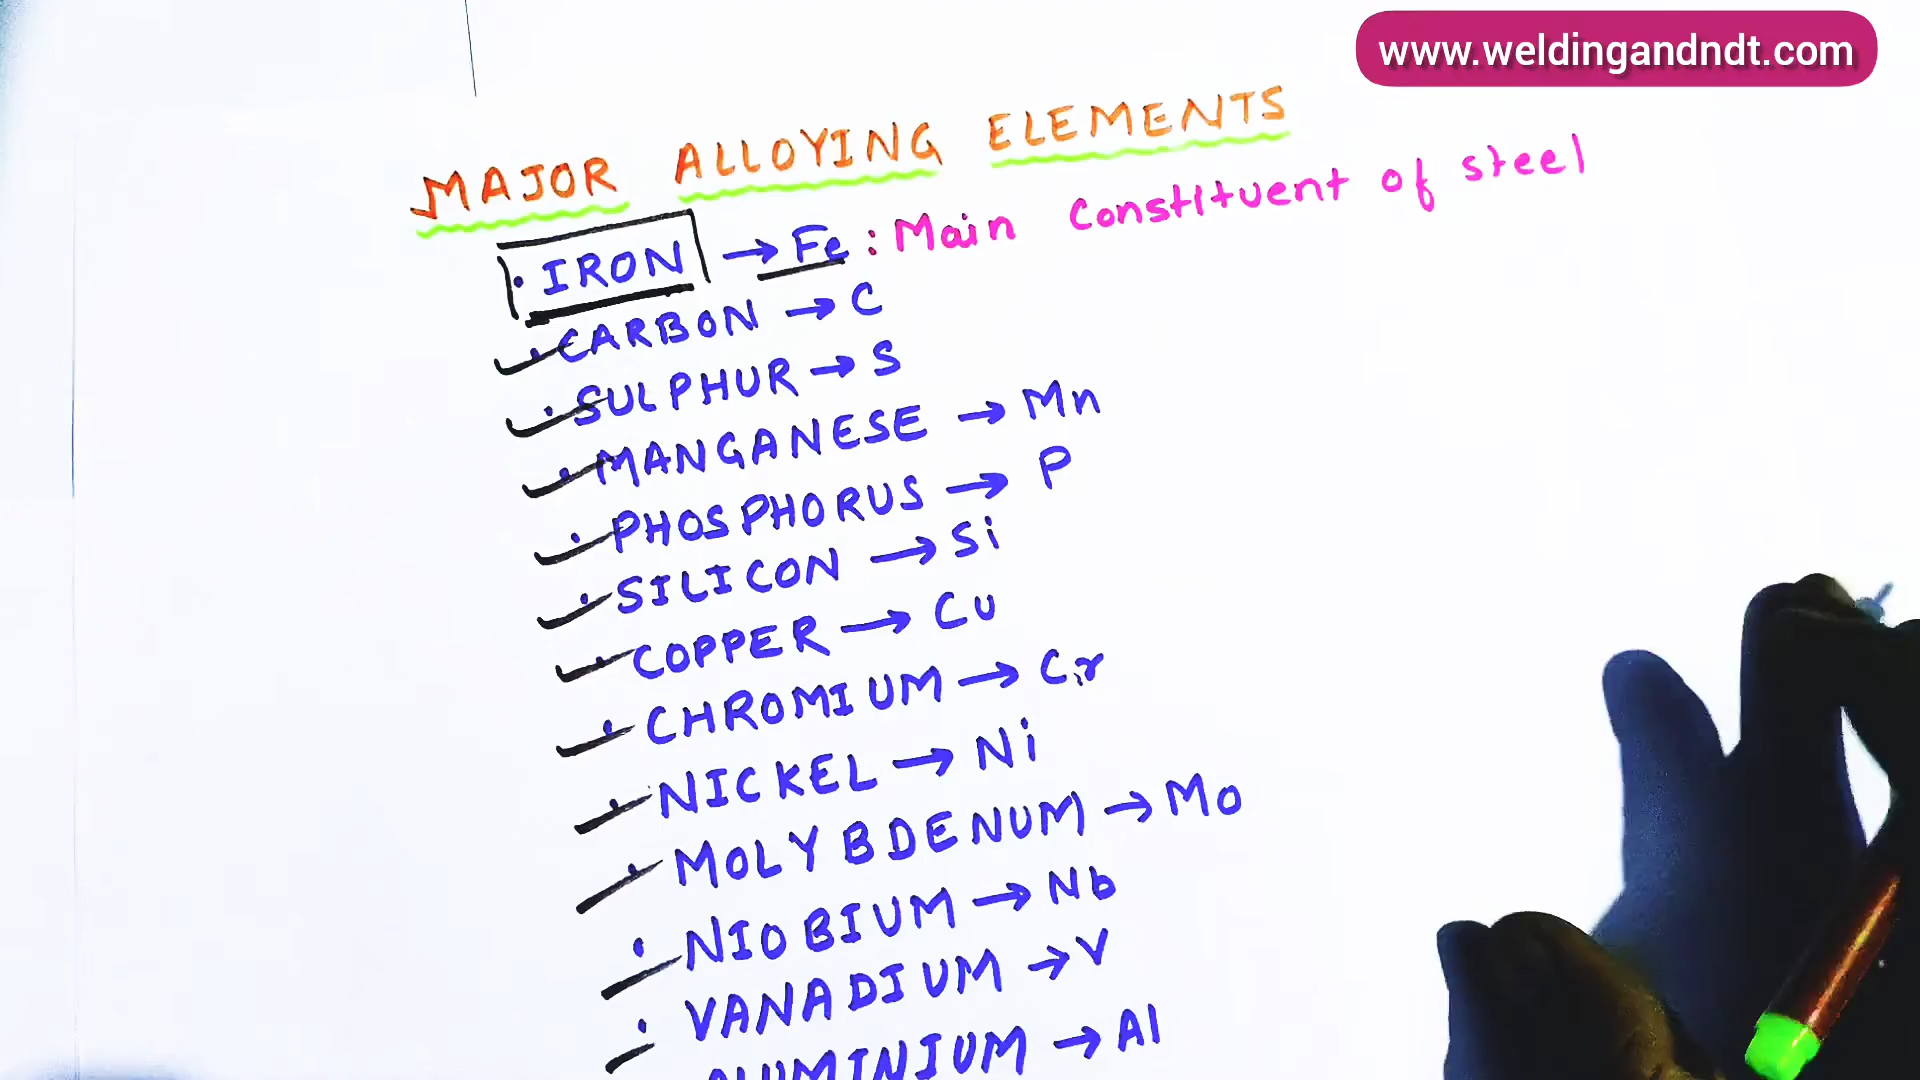 www.weldingandndt.com
MAJOR ALLOYING ELEMENTS
• IRON → Fe : Main constituent of steel
• CARBON → C
• SULPHUR → S
• MANGANESE → Mn
• PHOSPHORUS → P
• SILICON → Si
• COPPER → Cu
• CHROMIUM → Cr
• NICKEL → Ni
• MOLYBDENUM → Mo
• NIOBIUM → Nb
• VANADIUM → V
ALUMINIUM → Al